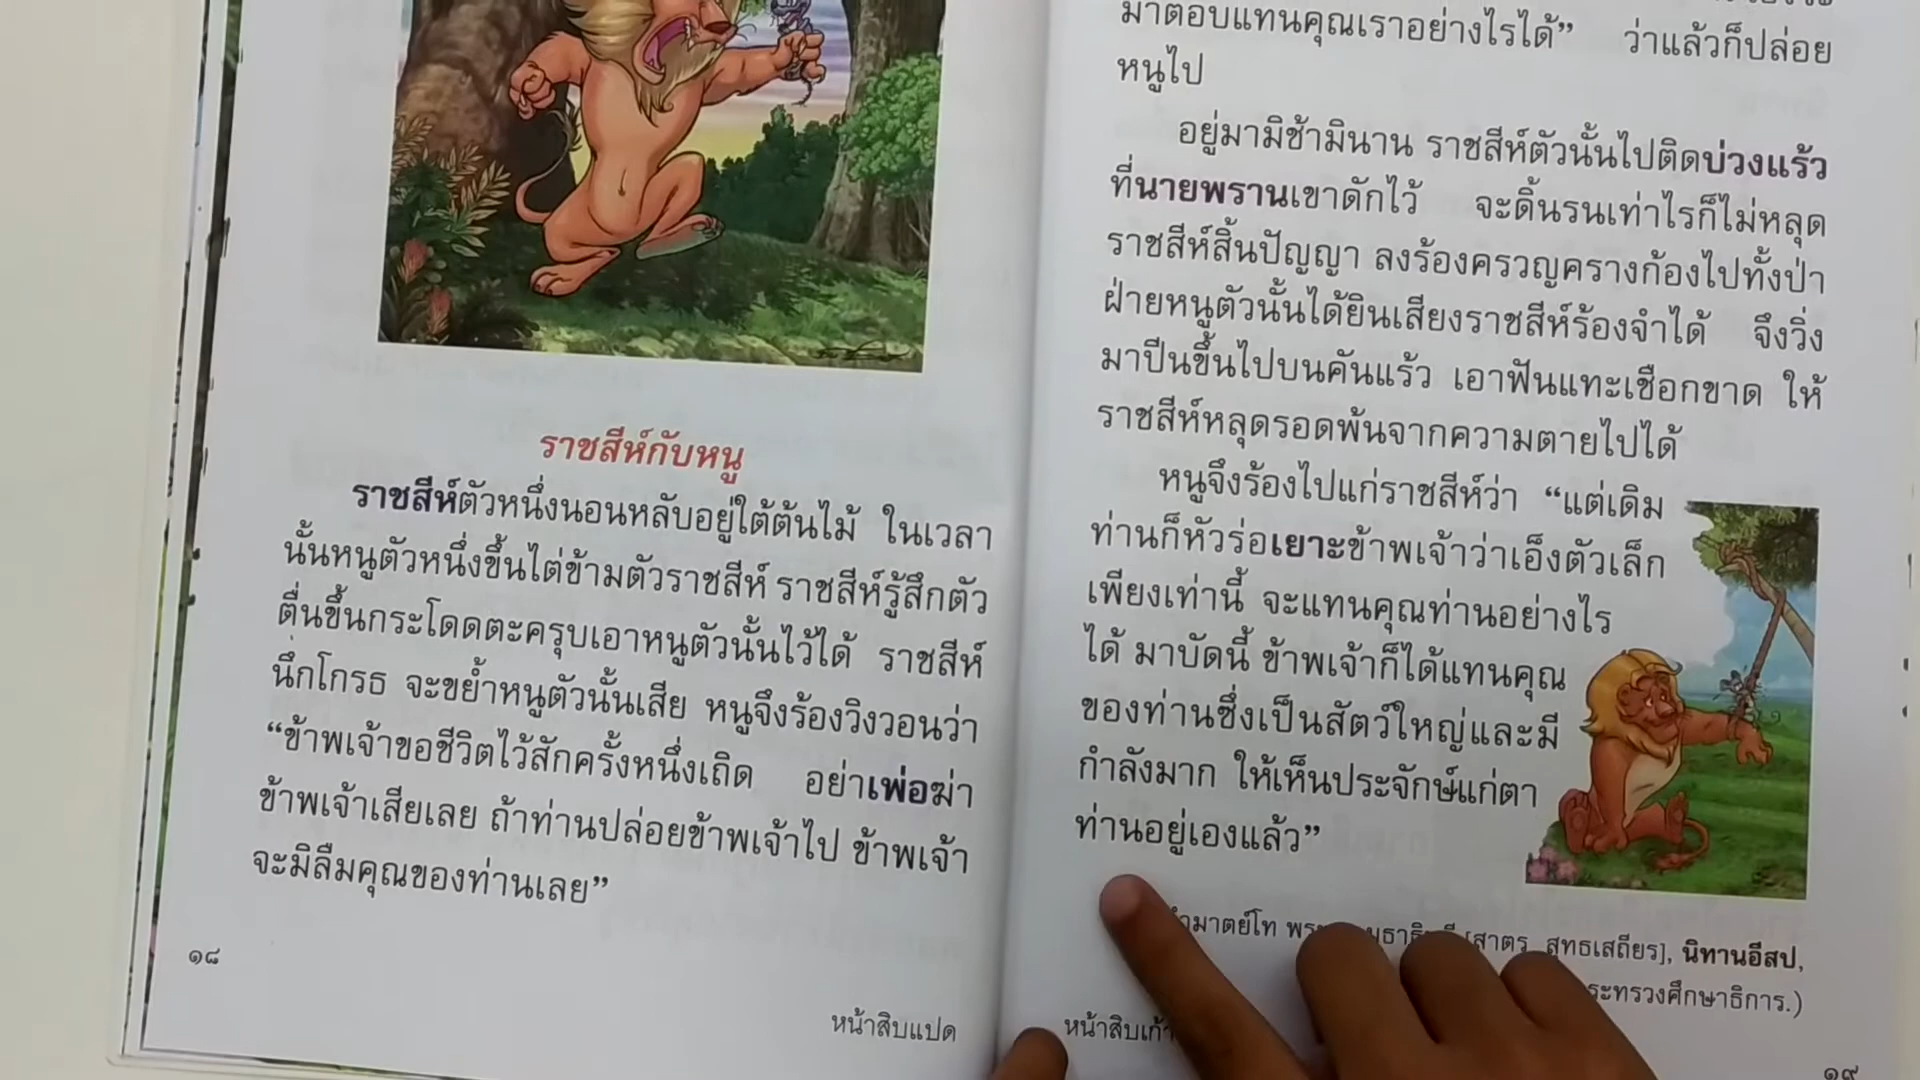 ราชสีห์กับหนู
ราชสีห์ตัวหนึ่งนอนหลับอยู่ใต้ต้นไม้ ในเวลา
นั้นหนูตัวหนึ่งขึ้นไต่ข้ามตัวราชสีห์ ราชสีห์รู้สึกตัว
ตื่นขึ้นกระโดดตะครุบเอาหนูตัวนั้นไว้ได้ ราชสีห์
นึกโกรธ จะขย้ำหนูตัวนั้นเสีย หนูจึงร้องวิงวอนว่า
“ข้าพเจ้าขอชีวิตไว้สักครั้งหนึ่งเถิด อย่าเพ่อฆ่า
ข้าพเจ้าเสียเลย ถ้าท่านปล่อยข้าพเจ้าไป ข้าพเจ้า
จะมิลืมคุณของท่านเลย”
๑๘
หน้าสิบแปด
มาตอบแทนคุณเราอย่างไรได้” ว่าแล้วก็ปล่อย
หนูไป
อยู่มามิช้ามินาน ราชสีห์ตัวนั้นไปติดบ่วงแร้ว
ที่นายพรานเขาดักไว้ จะดิ้นรนเท่าไรก็ไม่หลุด
ราชสีห์สิ้นปัญญา ลงร้องครวญครางก้องไปทั้งป่า
ฝ่ายหนูตัวนั้นได้ยินเสียงราชสีห์ร้องจำได้ จึงวิ่ง
มาปีนขึ้นไปบนคันแร้ว เอาฟันแทะเชือกขาด ให้
ราชสีห์หลุดรอดพ้นจากความตายไปได้
หนูจึงร้องไปแก่ราชสีห์ว่า “แต่เดิม
ท่านก็หัวร่อเยาะข้าพเจ้าว่าเอ็งตัวเล็ก
เพียงเท่านี้ จะแทนคุณท่านอย่างไร
ได้ มาบัดนี้ ข้าพเจ้าก็ได้แทนคุณ
ของท่านซึ่งเป็นสัตว์ใหญ่และมี
กำลังมาก ให้เห็นประจักษ์แก่ตา
ท่านอยู่เองแล้ว”
[สาตร สุทธเสถียร], นิทานอีสป,
กระทรวงศึกษาธิการ.)
หน้าสิบเก้า
๑๙